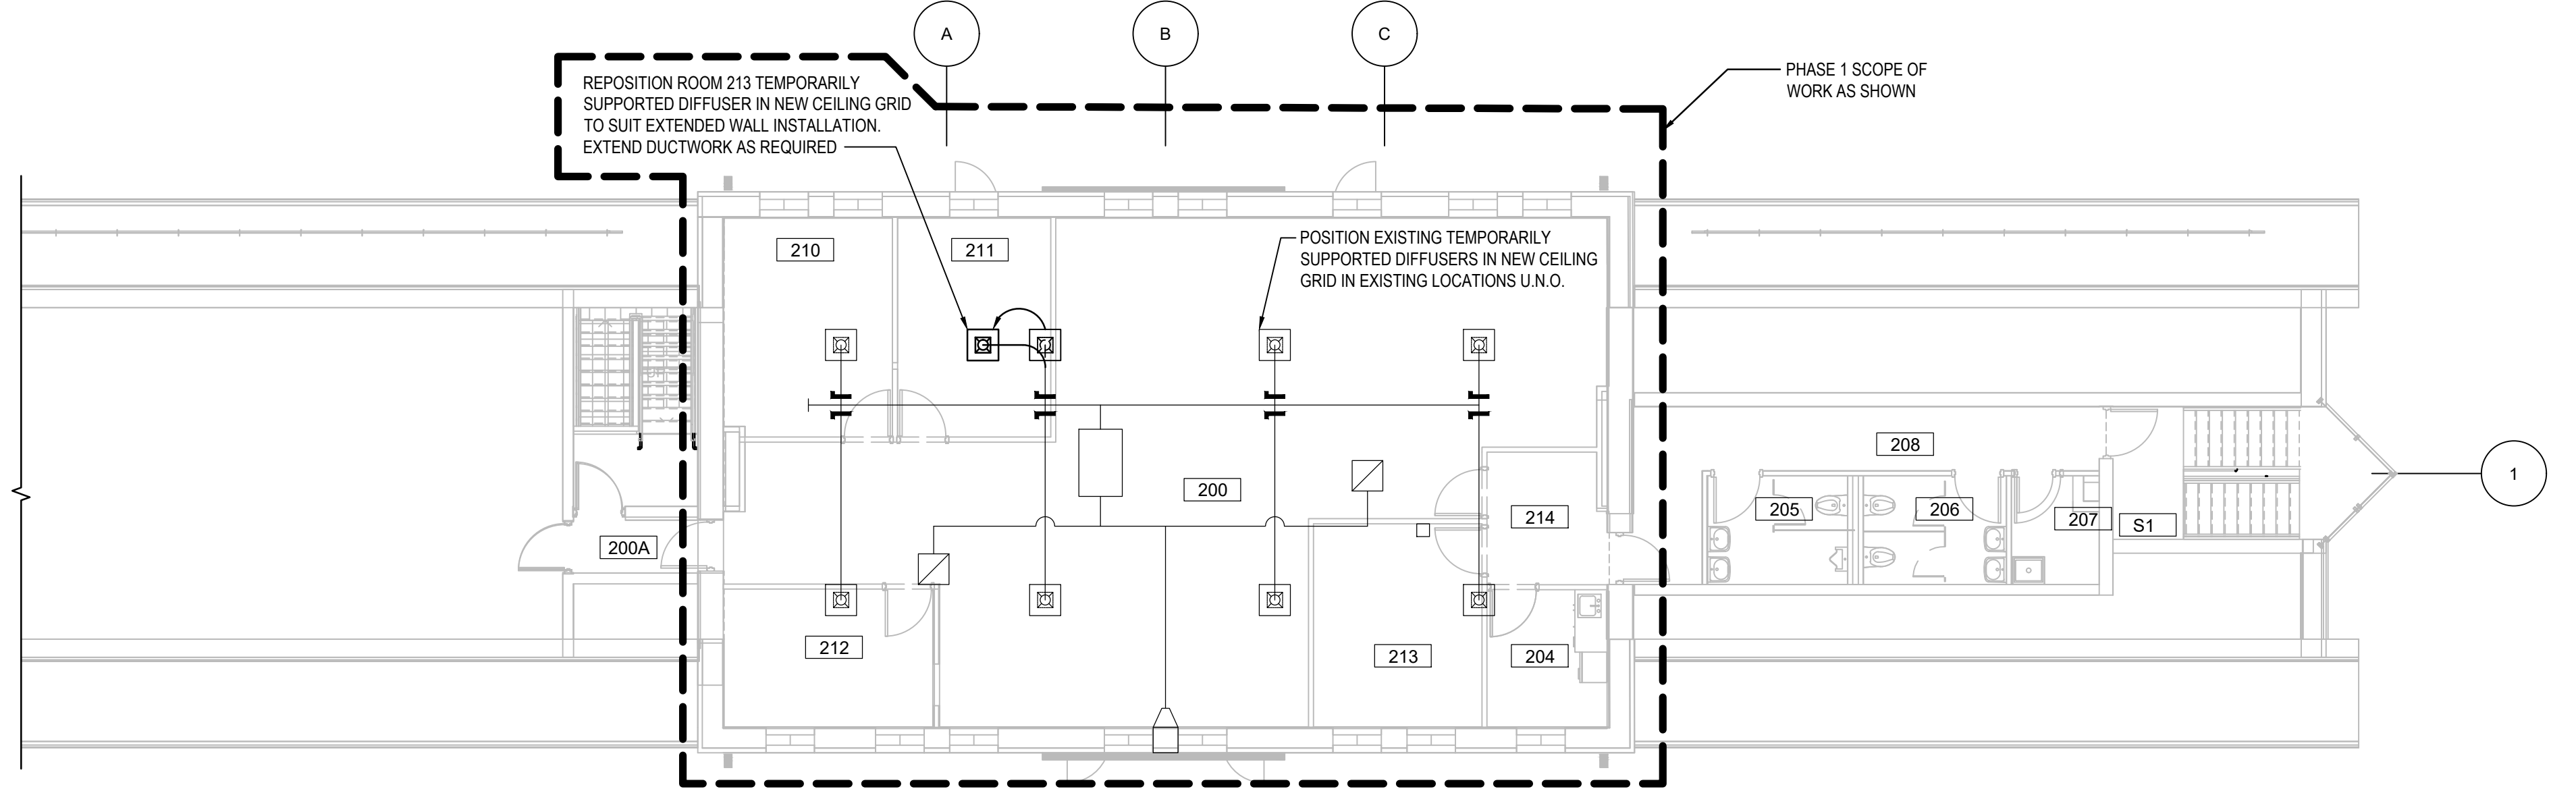 A
B
C
REPOSITION ROOM 213 TEMPORARILY
SUPPORTED DIFFUSER IN NEW CEILING GRID
TO SUIT EXTENDED WALL INSTALLATION.
EXTEND DUCTWORK AS REQUIRED
PHASE 1 SCOPE OF
WORK AS SHOWN
210
211
POSITION EXISTING TEMPORARILY
SUPPORTED DIFFUSERS IN NEW CEILING
GRID IN EXISTING LOCATIONS U.N.O.
208
1
200
214
205
206
207
S1
200A
212
213
204